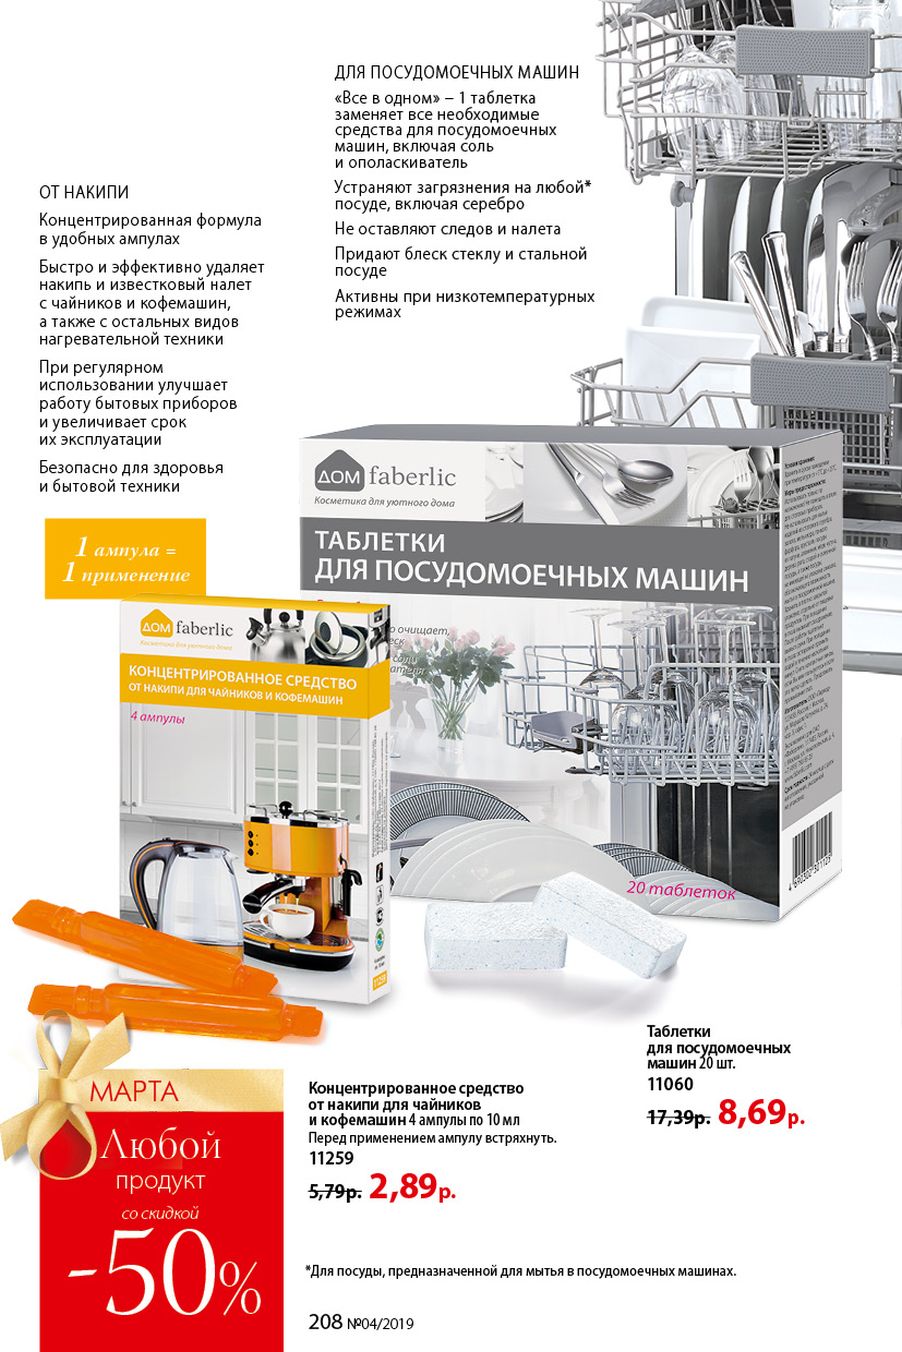 ДЛЯ ПОСУДОМОЕЧНЫХ МАШИН
«Все в одном» – 1 таблетка
заменяет все необходимые
средства для посудомоечных
машин, включая соль
и ополаскиватель
Устраняют загрязнения на любой*
посуде, включая серебро
Не оставляют следов и налета
Придают блеск стеклу и стальной
посуде
Активны при низкотемпературных
режимах
ОТ НАКИПИ
Концентрированная формула
в удобных ампулах
Быстро и эффективно удаляет
накипь и известковый налет
с чайников и кофемашин,
а также с остальных видов
нагревательной техники
При регулярном
использовании улучшает
работу бытовых приборов
и увеличивает срок
их эксплуатации
Безопасно для здоровья
и бытовой техники
1 ампула =
1 применение
ДОМ faberlic
Косметика для уютного дома
ТАБЛЕТКИ
ДЛЯ ПОСУДОМОЕЧНЫХ МАШИН
очищает,
20 таблеток
ДОМ faberlic
Косметика для уютного дома
КОНЦЕНТРИРОВАННОЕ СРЕДСТВО
ОТ НАКИПИ ДЛЯ ЧАЙНИКОВ И КОФЕМАШИН
4 ампулы
11259
Таблетки
для посудомоечных
машин 20 шт.
11060
17,39р. 8,69р.
Концентрированное средство
от накипи для чайников
и кофемашин 4 ампулы по 10 мл
Перед применением ампулу встряхнуть.
11259
5,79р. 2,89р.
МАРТА
Любой
продукт
со скидкой
-50%
*Для посуды, предназначенной для мытья в посудомоечных машинах.
208 №04/2019